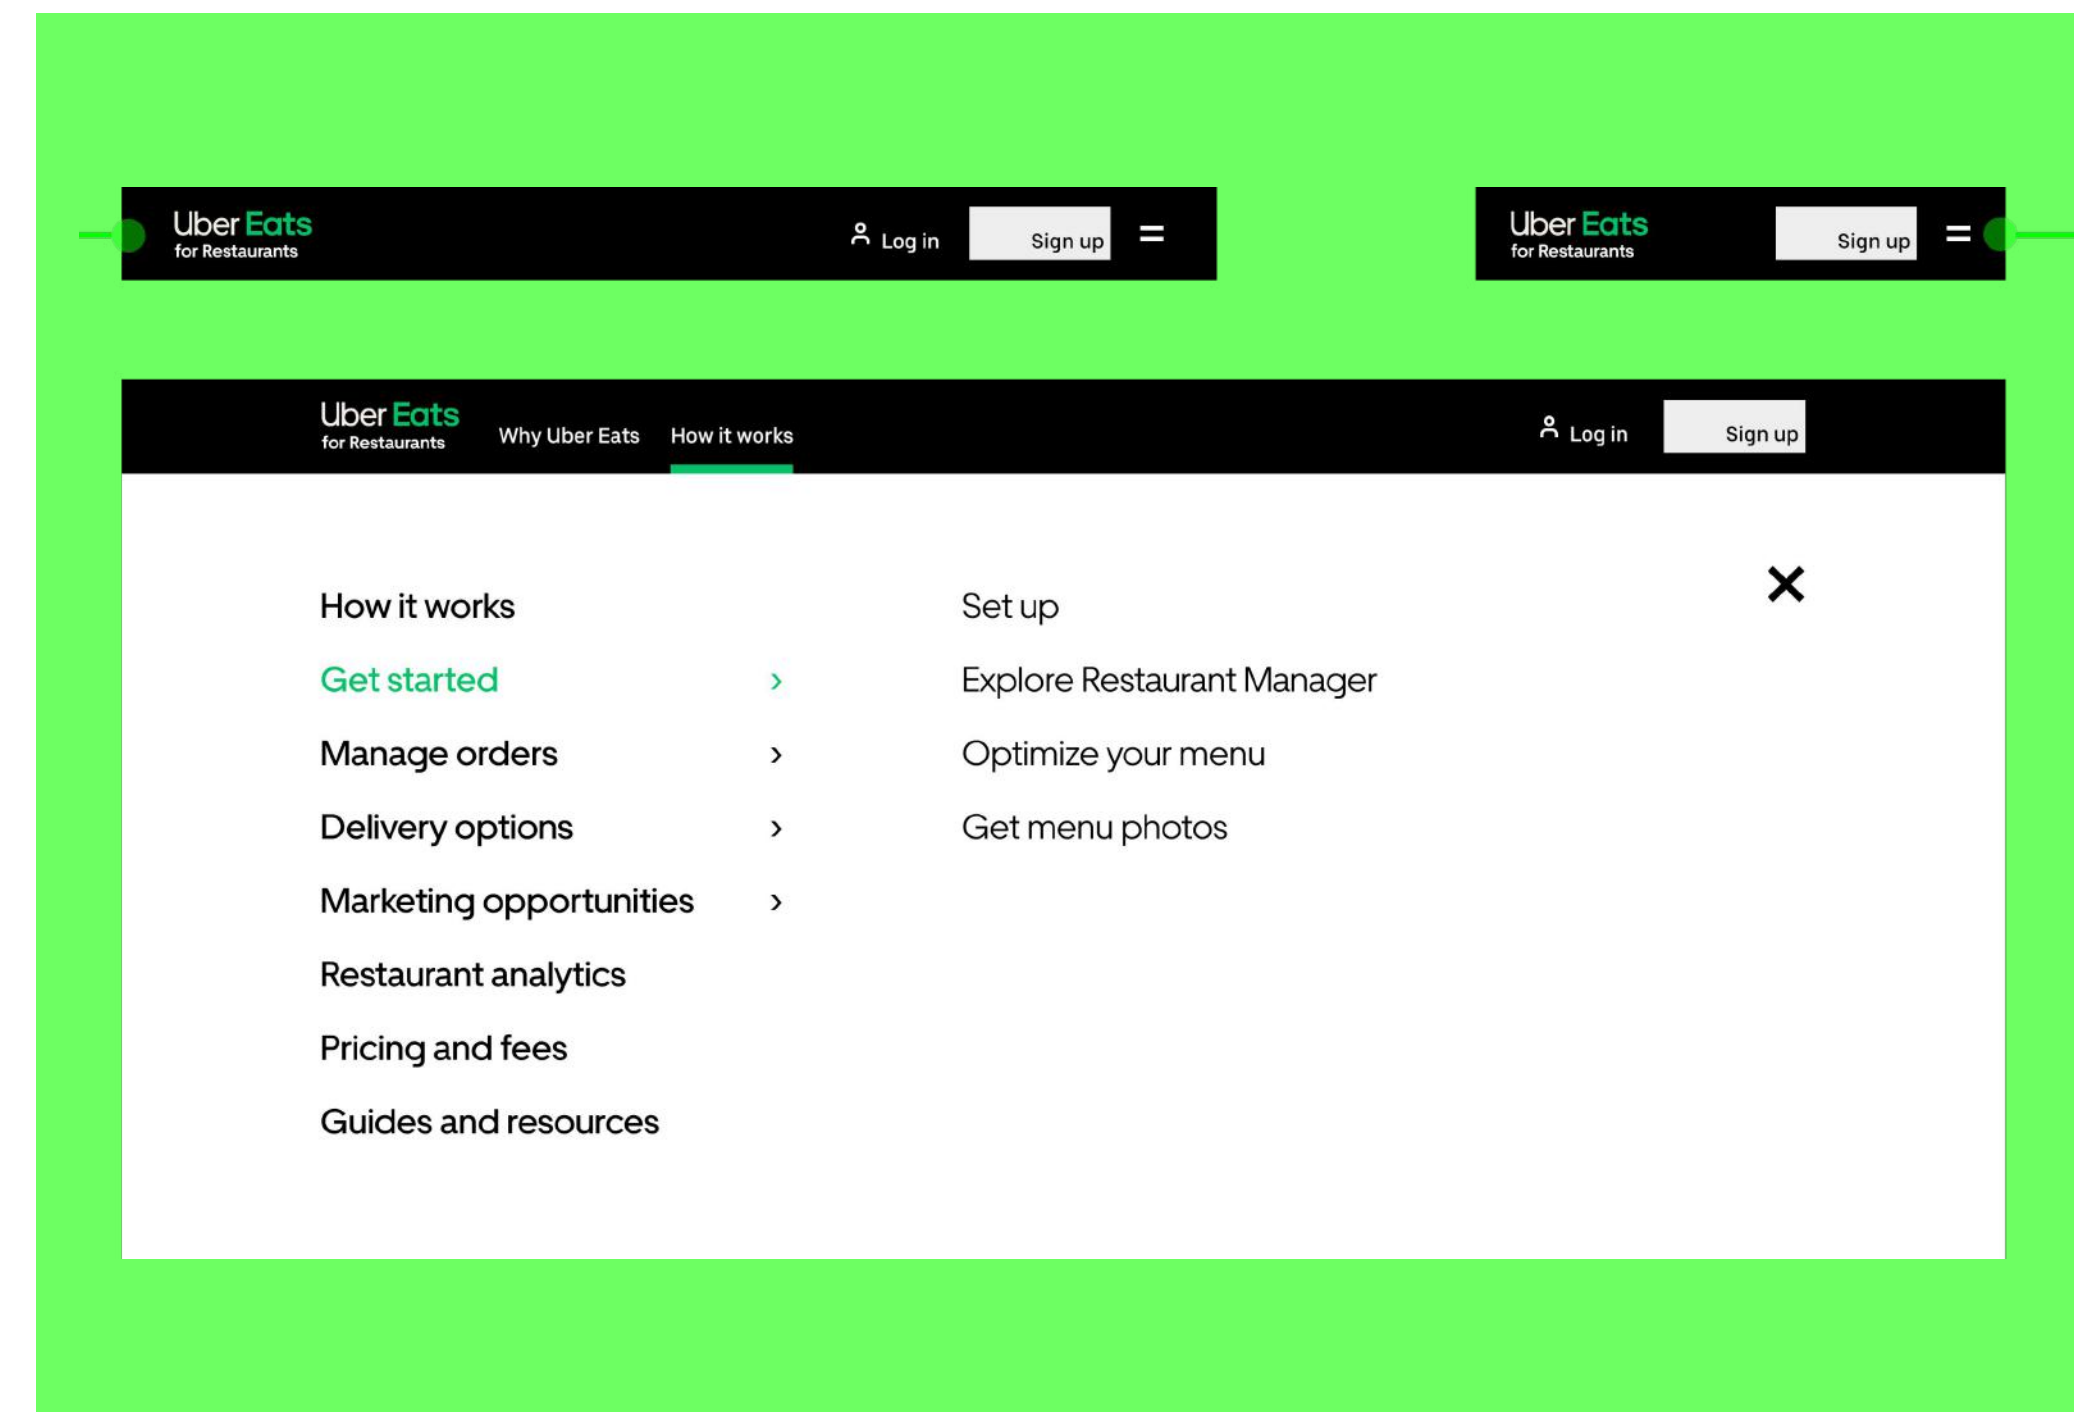 Uber Eats
for Restaurants
Log in
Sign up
Uber Eats
for Restaurants
Sign up
Uber Eats
for Restaurants
Why Uber Eats
How it works
Log in
Sign up
How it works
Get started
Manage orders
Delivery options
Marketing opportunities
Restaurant analytics
Pricing and fees
Guides and resources
Set up
Explore Restaurant Manager
Optimize your menu
Get menu photos